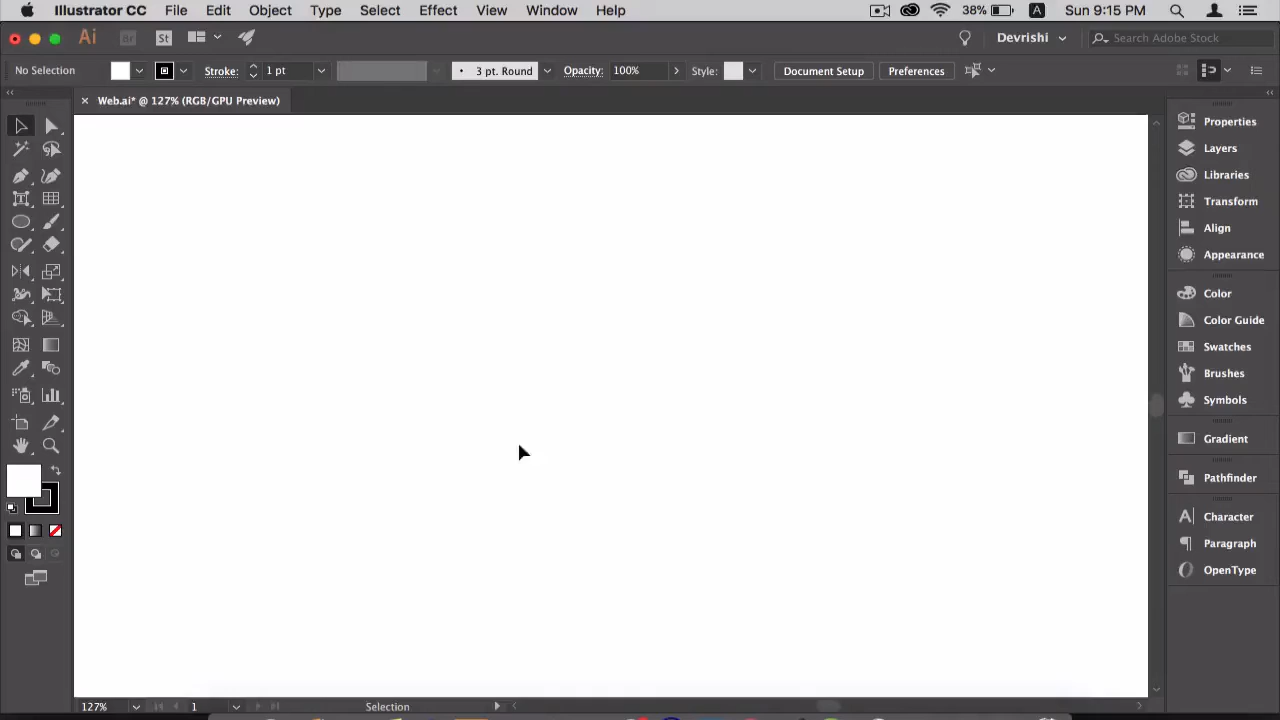 Illustrator CC File Edit Object Type Select Effect View Window Help 38% A Sun 9:15 PM
Ai Br St Devrishi Search Adobe Stock
No Selection Stroke: 1 pt 3 pt. Round Opacity: 100% Style: Document Setup Preferences
Web.ai* @ 127% (RGB/GPU Preview)
Properties
Layers
Libraries
Transform
Align
Appearance
Color
Color Guide
Swatches
Brushes
Symbols
Gradient
Pathfinder
Character
Paragraph
OpenType
127% 1 Selection